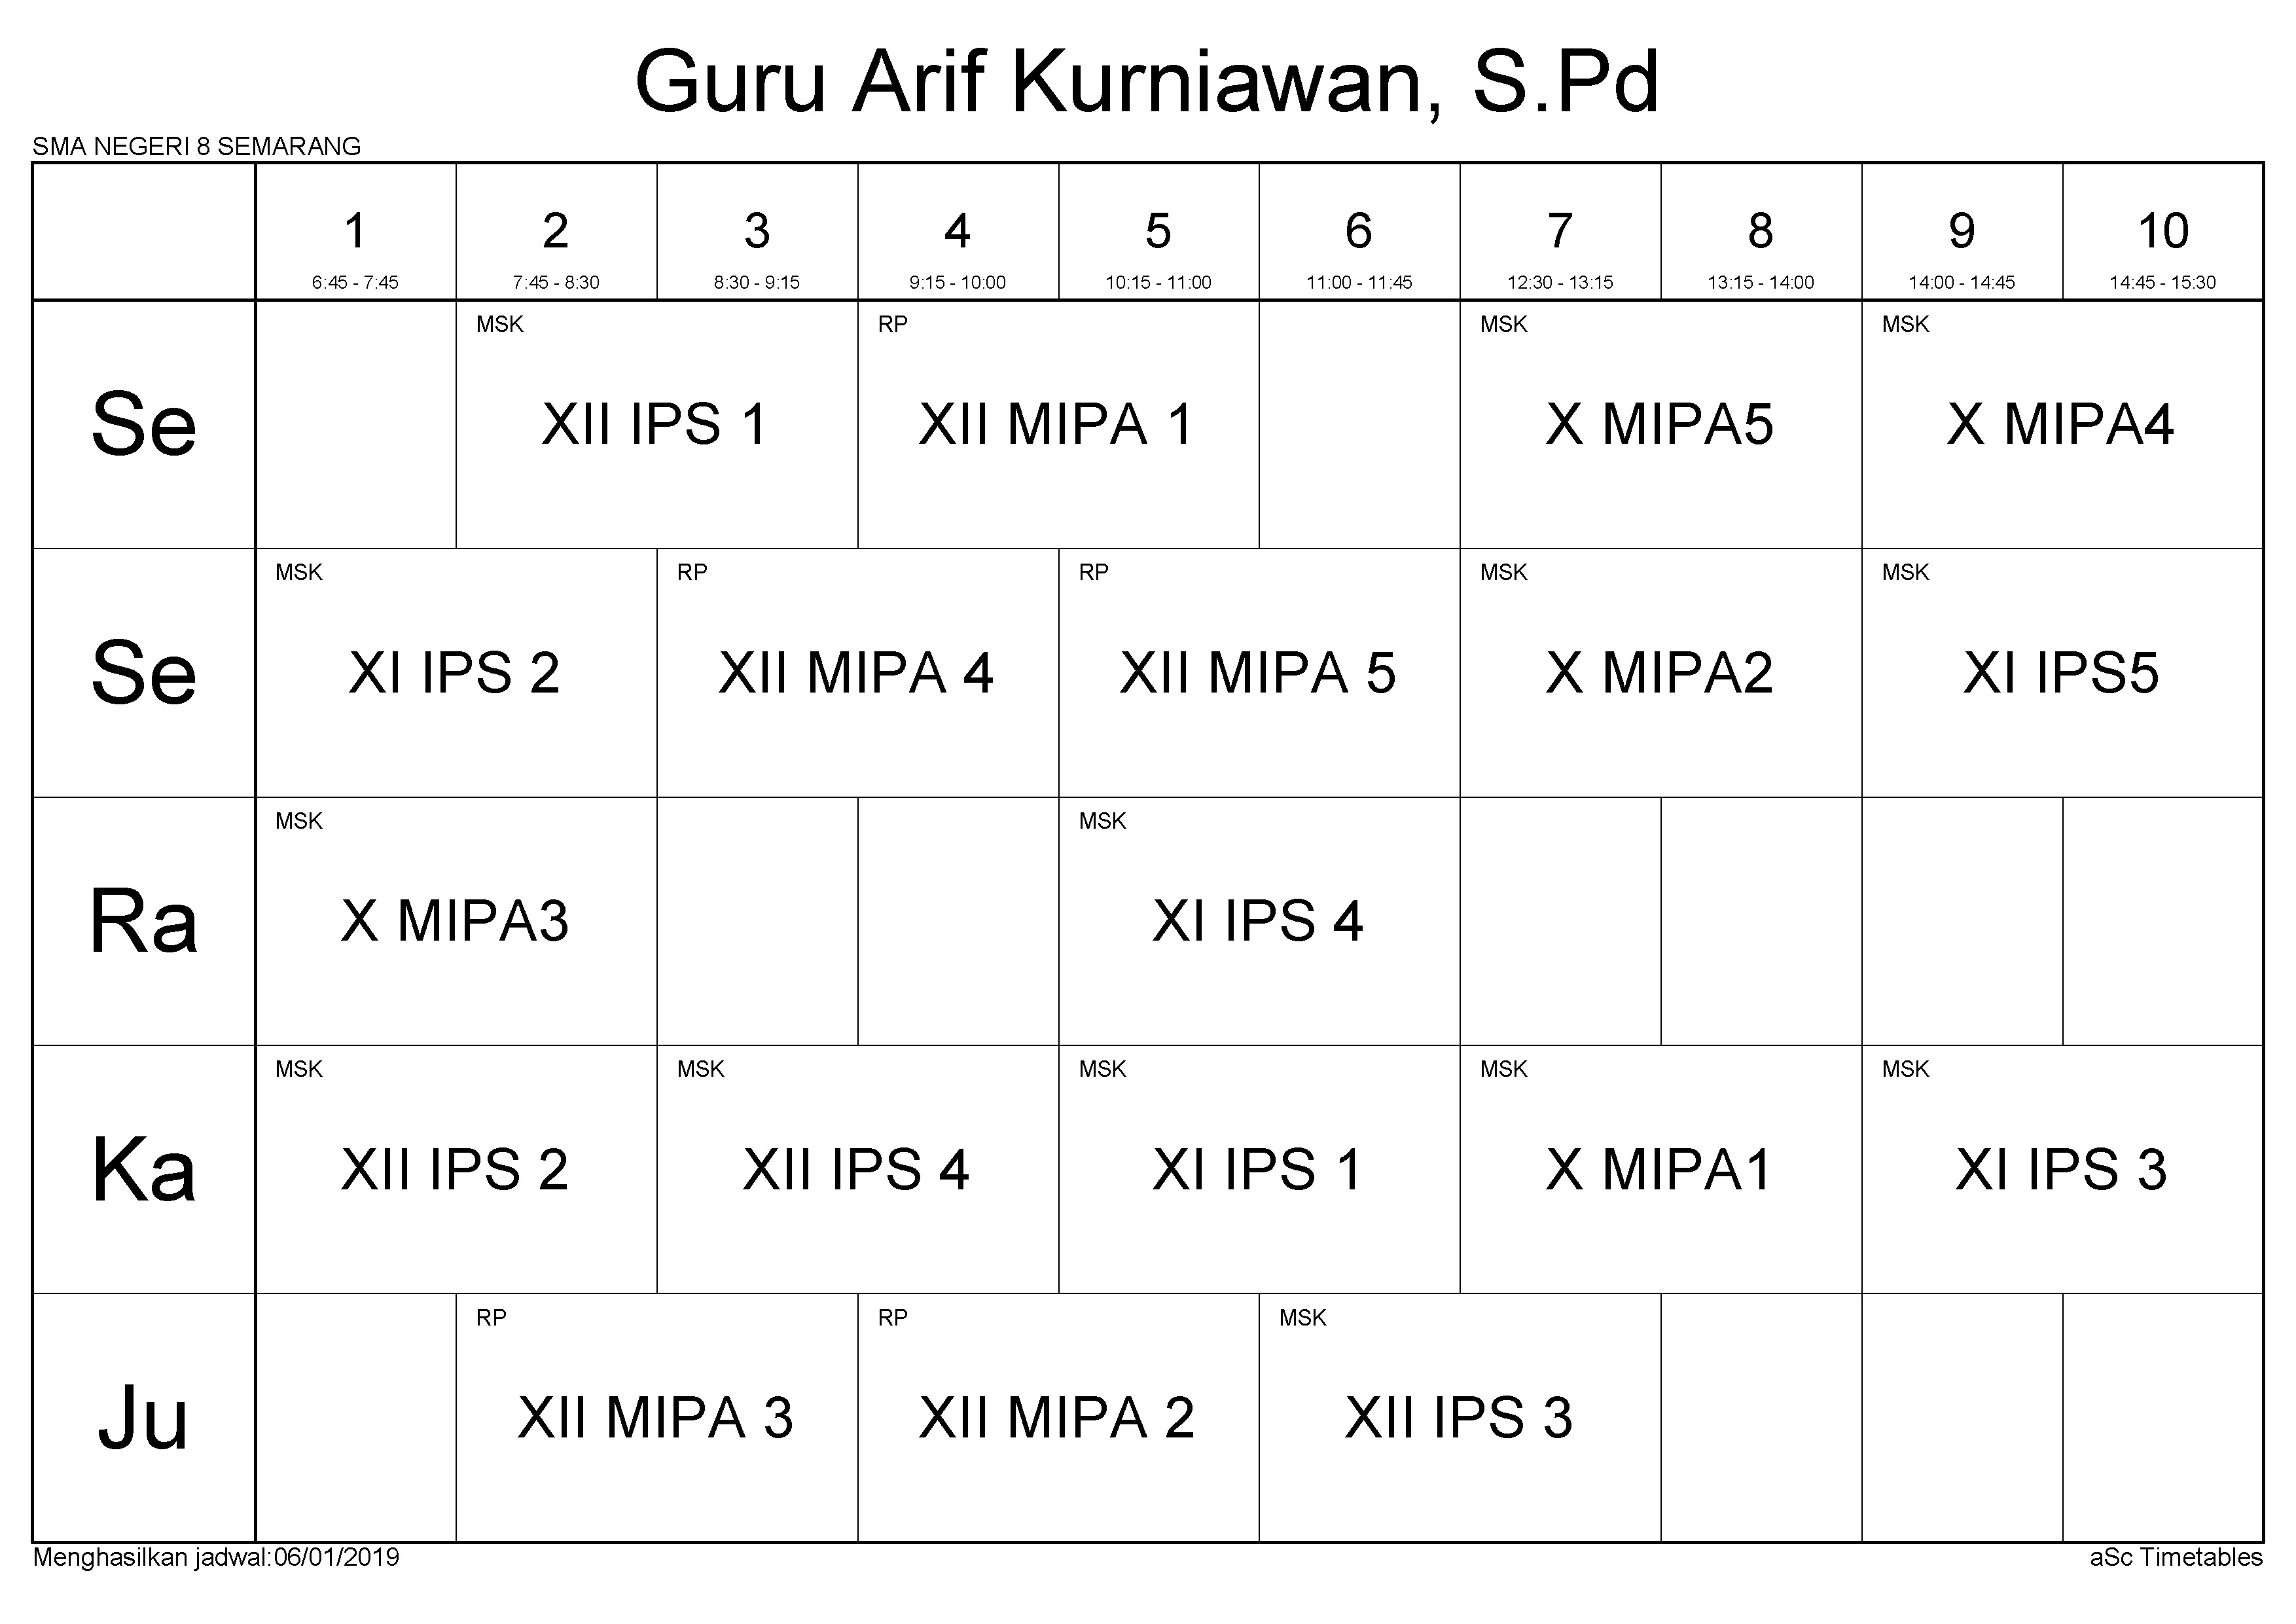 Guru Arif Kurniawan, S.Pd
SMA NEGERI 8 SEMARANG
1 2 3 4 5 6 7 8 9 10
6:45 - 7:45 7:45 - 8:30 8:30 - 9:15 9:15 - 10:00 10:15 - 11:00 11:00 - 11:45 12:30 - 13:15 13:15 - 14:00 14:00 - 14:45 14:45 - 15:30
MSK RP MSK MSK
Se XII IPS 1 XII MIPA 1 X MIPA5 X MIPA4
MSK RP RP MSK MSK
Se XI IPS 2 XII MIPA 4 XII MIPA 5 X MIPA2 XI IPS5
MSK MSK
Ra X MIPA3 XI IPS 4
MSK MSK MSK MSK MSK
Ka XII IPS 2 XII IPS 4 XI IPS 1 X MIPA1 XI IPS 3
RP RP MSK
Ju XII MIPA 3 XII MIPA 2 XII IPS 3
Menghasilkan jadwal:06/01/2019 aSc Timetables